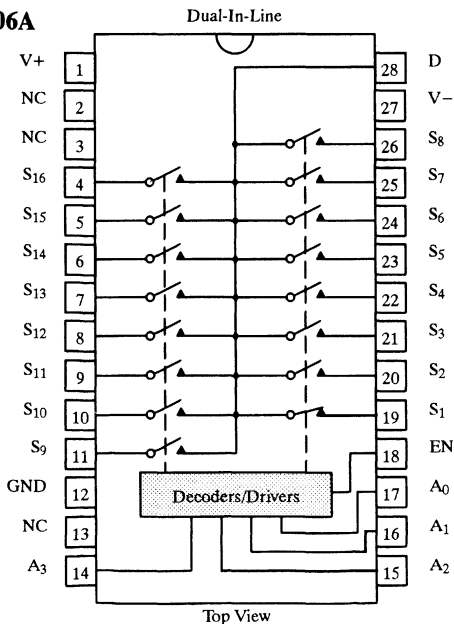 06A
Dual-In-Line
V+ 1 28 D
NC 2 27 V−
NC 3 26 S8
S16 4 25 S7
S15 5 24 S6
S14 6 23 S5
S13 7 22 S4
S12 8 21 S3
S11 9 20 S2
S10 10 19 S1
S9 11 18 EN
GND 12 Decoders/Drivers 17 A0
NC 13 16 A1
A3 14 15 A2
Top View